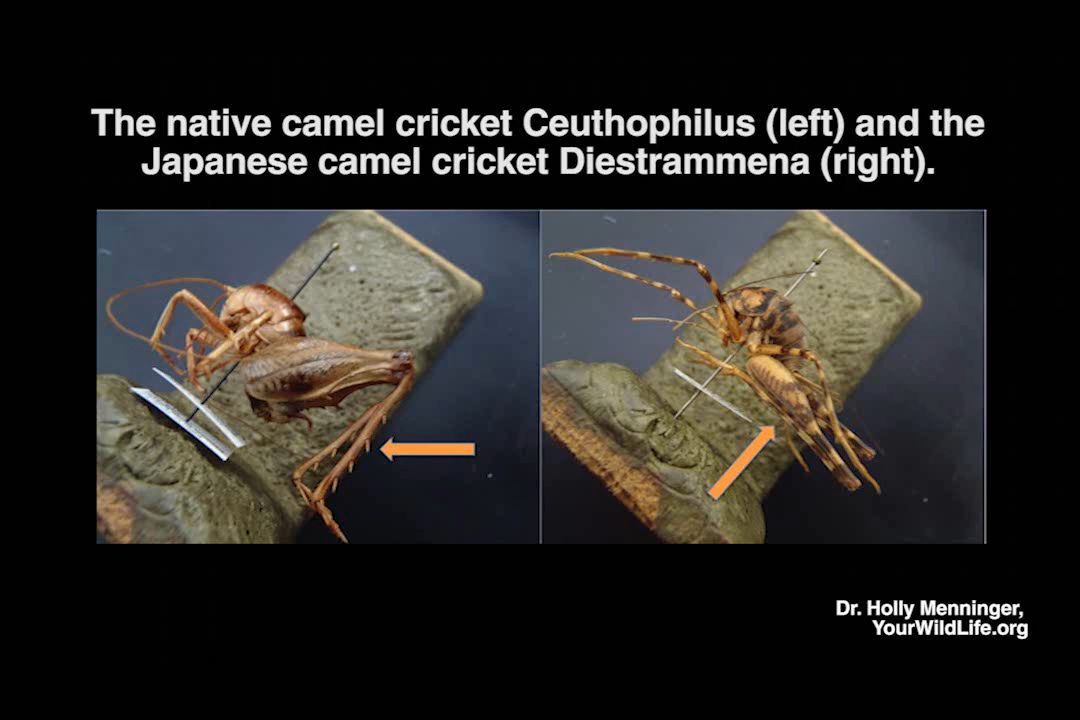 The native camel cricket Ceuthophilus (left) and the
Japanese camel cricket Diestrammena (right).
Dr. Holly Menninger,
YourWildLife.org